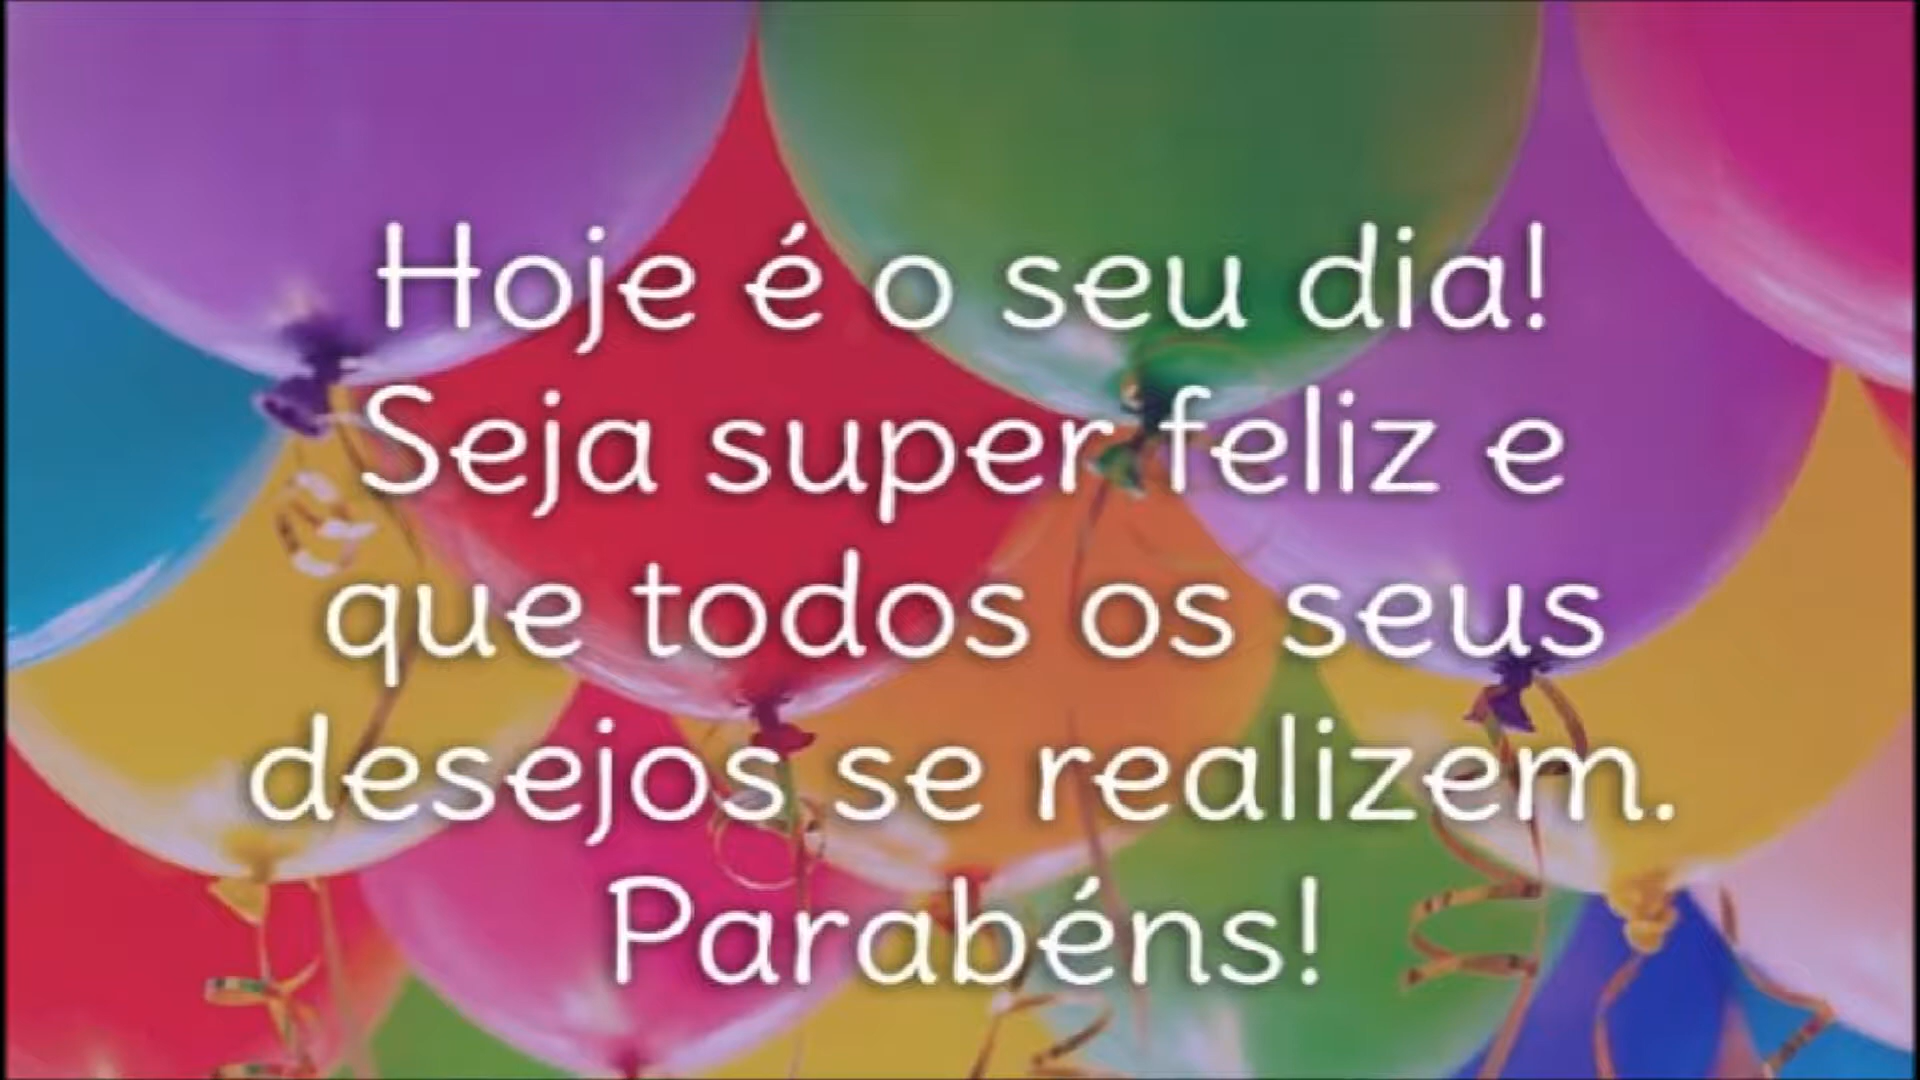 Hoje é o seu dia!
Seja super feliz e
que todos os seus
desejos se realizem.
Parabéns!